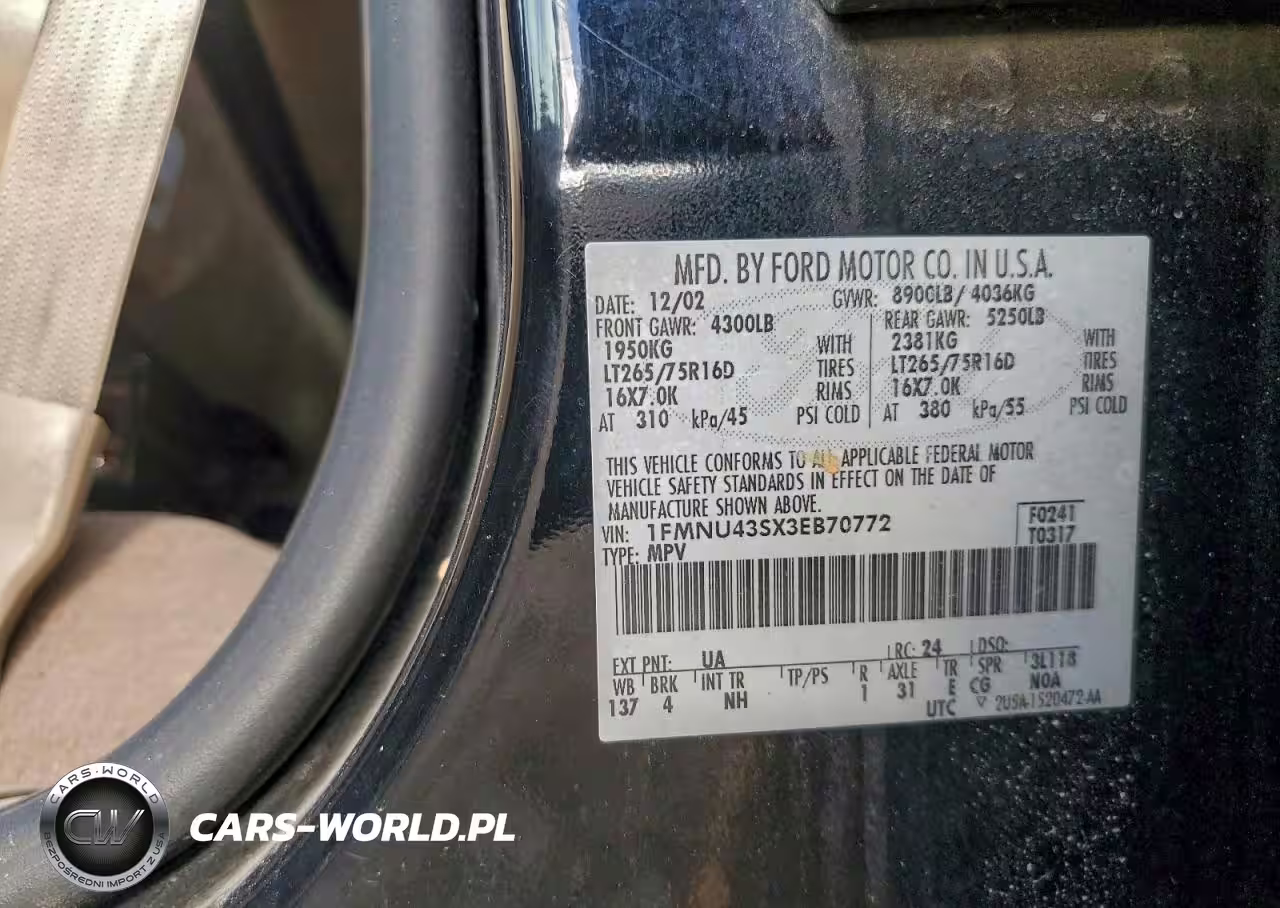 MFD. BY FORD MOTOR CO. IN U.S.A.
DATE: 12/02 GVWR: 8900LB/ 4036KG
FRONT GAWR: 4300LB REAR GAWR: 5250LB
1950KG WITH 2381KG WITH
LT265/75R16D TIRES LT265/75R16D TIRES
16X7.0K RIMS 16X7.0K RIMS
AT 310 kPa/45 PSI COLD AT 380 kPa/55 PSI COLD
THIS VEHICLE CONFORMS TO ALL APPLICABLE FEDERAL MOTOR
VEHICLE SAFETY STANDARDS IN EFFECT ON THE DATE OF
MANUFACTURE SHOWN ABOVE.
VIN: 1FMNU43SX3EB70772 F0241
TYPE: MPV T0317
EXT PNT: UA RC: 24 DSO:
WB BRK INT TR TP/PS R AXLE TR SPR 3L118
137 4 NH 1 31 E CG N0A
UTC 2U5A-1520472-AA
CARS-WORLD
CW
BEZPOŚREDNI IMPORT Z USA
CARS-WORLD.PL